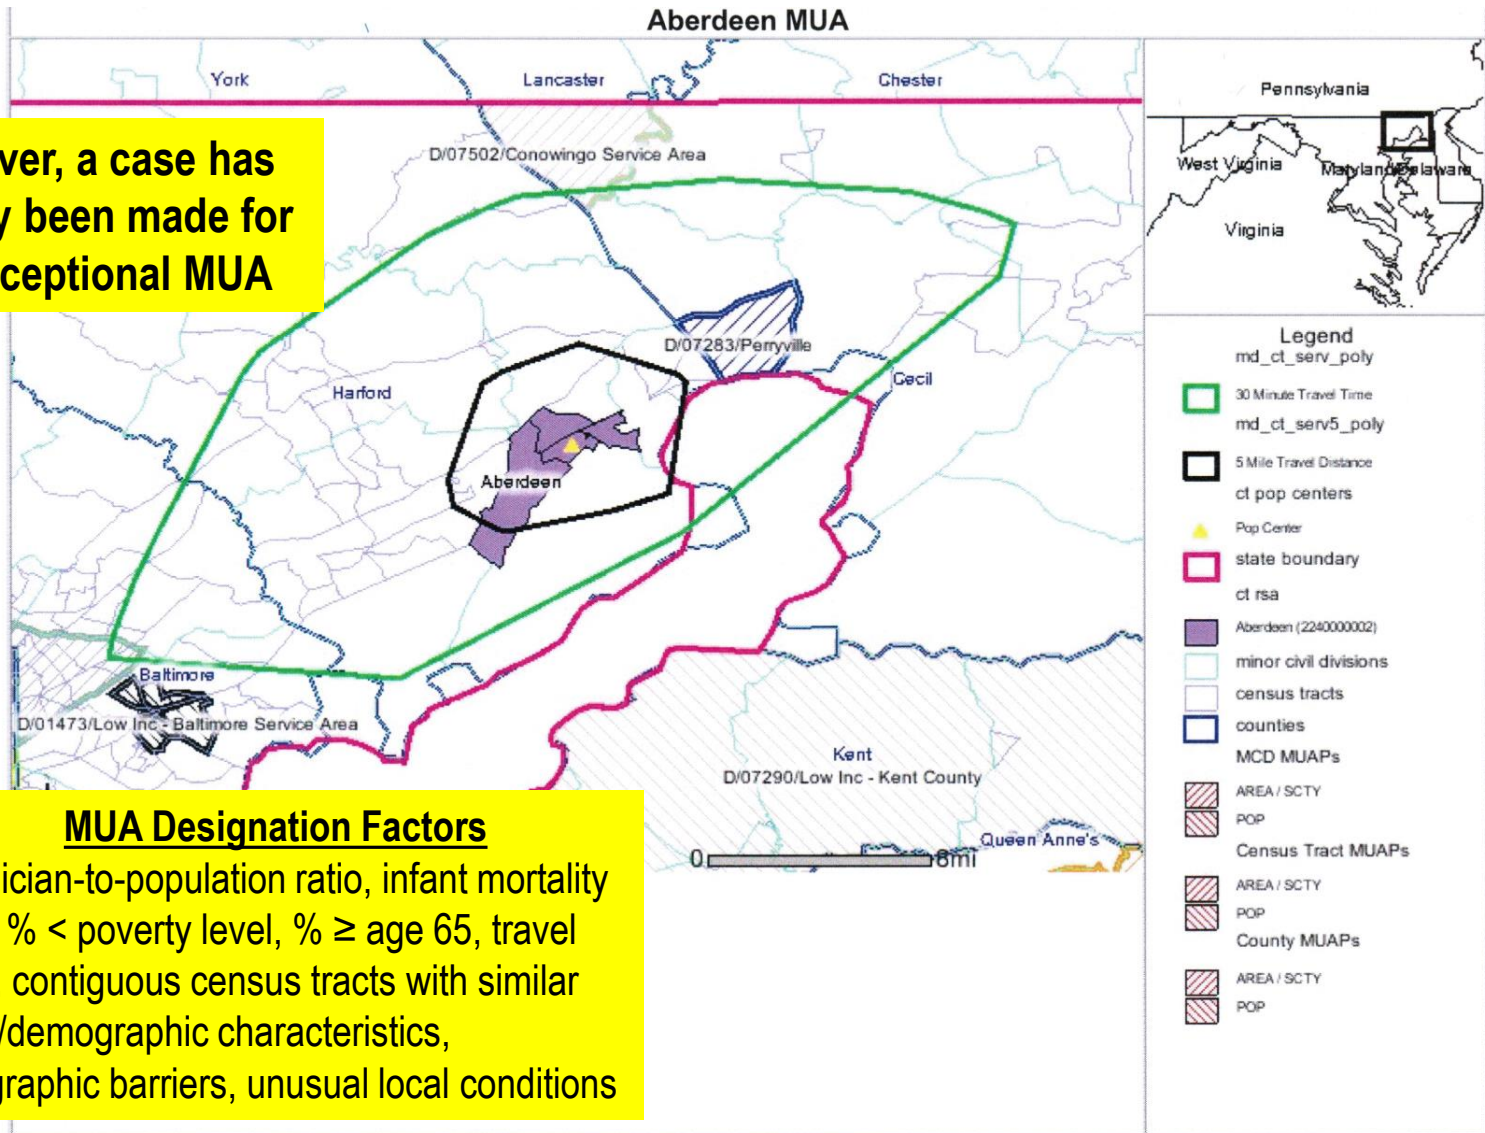 Aberdeen MUA
York
Lancaster
Chester
D/07502/Conowingo Service Area
ver, a case has
y been made for
ceptional MUA
D/07283/Perryville
Harford
Cecil
Aberdeen
Baltimore
D/01473/Low Inc - Baltimore Service Area
Kent
D/07290/Low Inc - Kent County
Queen Anne's
0
8mi
MUA Designation Factors
ician-to-population ratio, infant mortality
% < poverty level, % ≥ age 65, travel
contiguous census tracts with similar
/demographic characteristics,
graphic barriers, unusual local conditions
Pennsylvania
West Virginia
Maryland
Delaware
Virginia
Legend
md_ct_serv_poly
30 Minute Travel Time
md_ct_serv5_poly
5 Mile Travel Distance
ct pop centers
Pop Center
state boundary
ct rsa
Aberdeen (2240000002)
minor civil divisions
census tracts
counties
MCD MUAPs
AREA / SCTY
POP
Census Tract MUAPs
AREA / SCTY
POP
County MUAPs
AREA / SCTY
POP